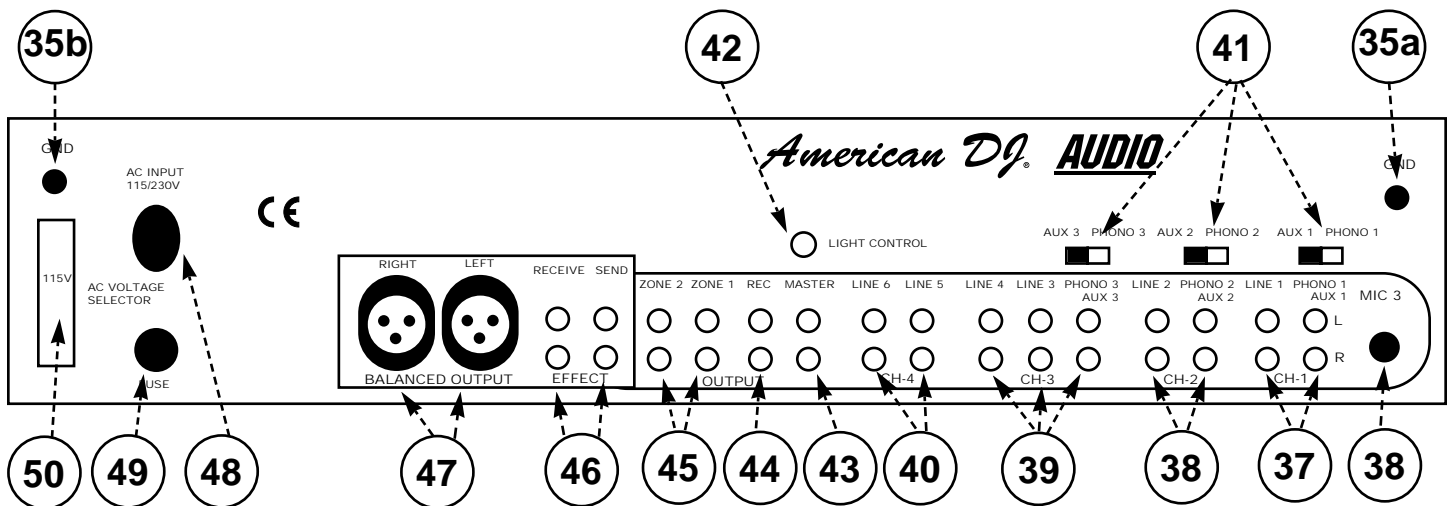 35b 42 41 35a
GND
American DJ® AUDIO
GND
AC INPUT
115/230V
CE
LIGHT CONTROL
AUX 3 PHONO 3 AUX 2 PHONO 2 AUX 1 PHONO 1
115V
AC VOLTAGE
SELECTOR
RIGHT LEFT
RECEIVE SEND
ZONE 2 ZONE 1 REC MASTER LINE 6 LINE 5 LINE 4 LINE 3 PHONO 3 LINE 2 PHONO 2 LINE 1 PHONO 1
AUX 3 AUX 2 AUX 1
MIC 3
L
R
FUSE
BALANCED OUTPUT EFFECT OUTPUT CH-4 CH-3 CH-2 CH-1
50 49 48 47 46 45 44 43 40 39 38 37 38